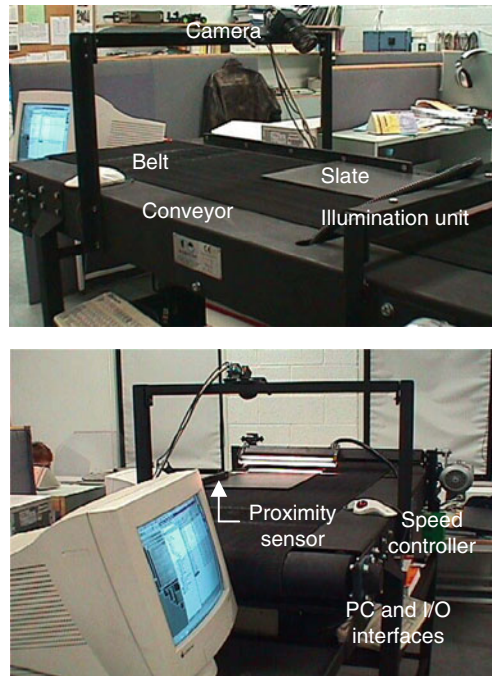 Camera
Belt
Slate
Conveyor
Illumination unit
Proximity
sensor
Speed
controller
PC and I/O
interfaces